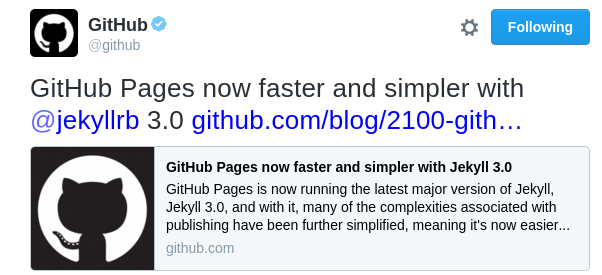 GitHub
@github
Following
GitHub Pages now faster and simpler with
@jekyllrb 3.0 github.com/blog/2100-gith…
GitHub Pages now faster and simpler with Jekyll 3.0
GitHub Pages is now running the latest major version of Jekyll,
Jekyll 3.0, and with it, many of the complexities associated with
publishing have been further simplified, meaning it's now easier...
github.com